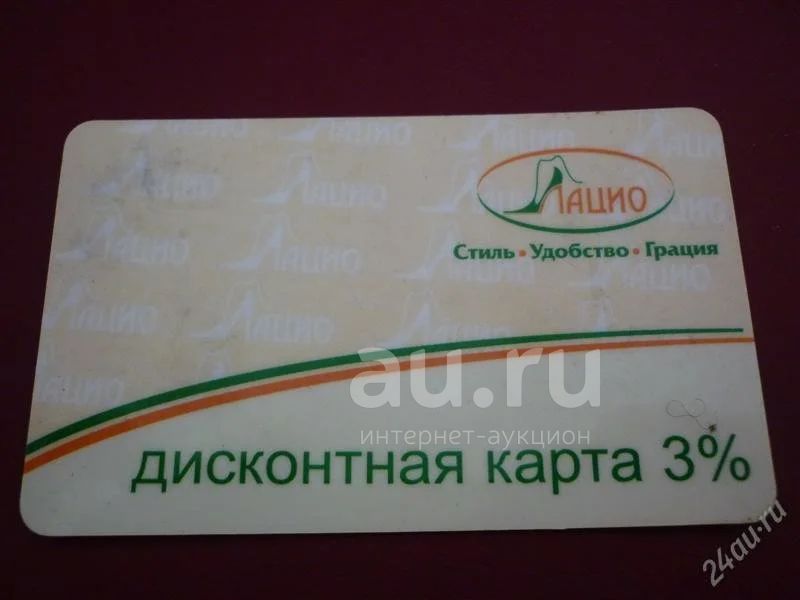 ЛАЦИО
Стиль • Удобство • Грация
au.ru
интернет-аукцион
дисконтная карта 3%
24au.ru